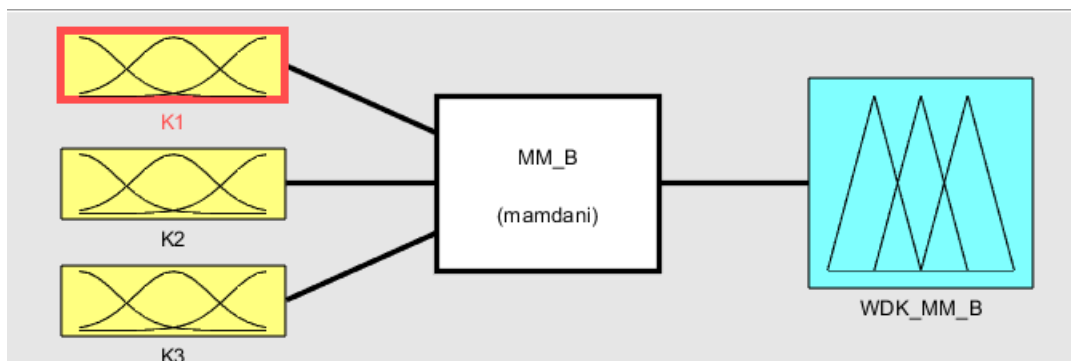 K1
K2
K3
MM_B
(mamdani)
WDK_MM_B